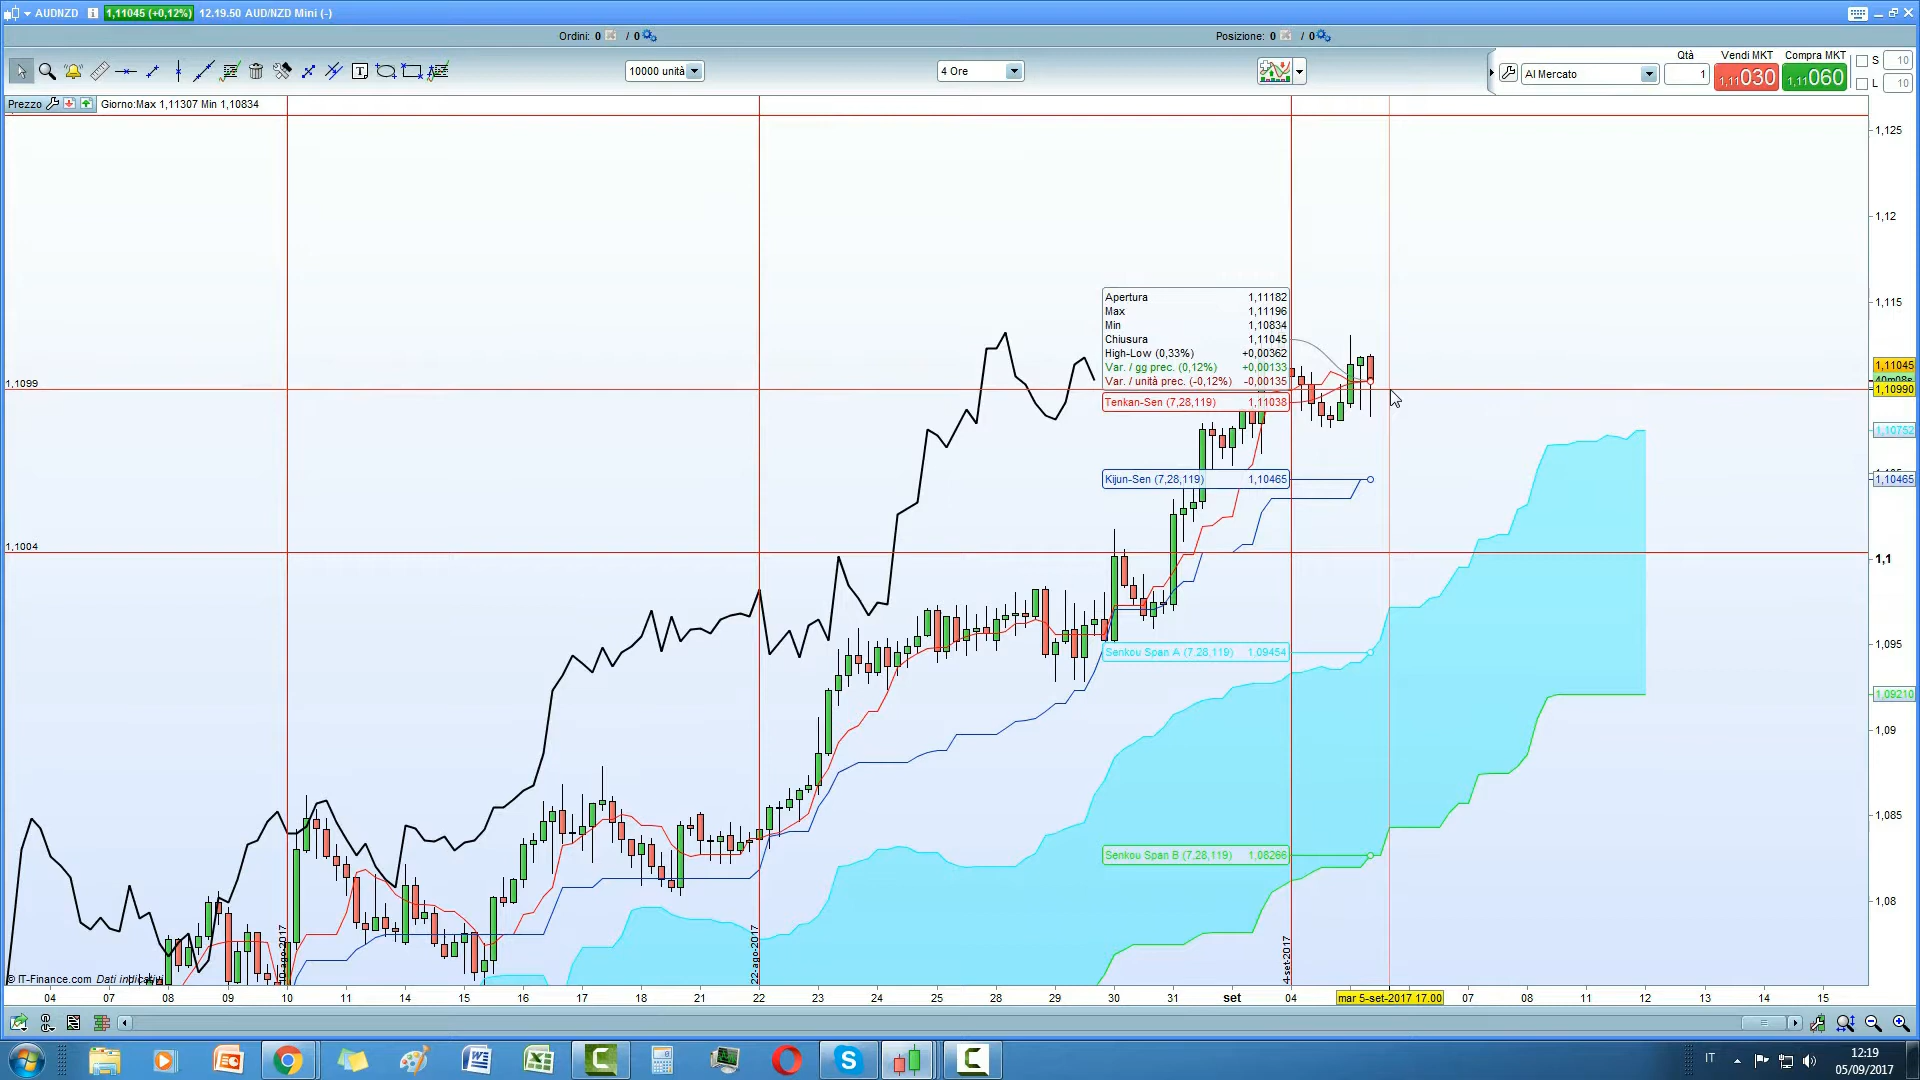 AUDNZD 1,11045 (+0,12%) 12.19.50 AUD/NZD Mini (-)
Ordini: 0 / 0 Posizione: 0 / 0
10000 unità 4 Ore Al Mercato Qtà 1 Vendi MKT 1,11030 Compra MKT 1,11060 S 10 L 10
Prezzo Giorno:Max 1,11307 Min 1,10834
1,125
1,12
1,115
Apertura 1,11182
Max 1,11196
Min 1,10834
Chiusura 1,11045
High-Low (0,33%) +0,00362
Var. / gg prec. (0,12%) +0,00133
Var. / unità prec. (-0,12%) -0,00135
1,11045
1,1099
1,10990
Tenkan-Sen (7,28,119) 1,11038
1,10752
Kijun-Sen (7,28,119) 1,10465
1,10465
1,1004
1,1
1,095
Senkou Span A (7,28,119) 1,09454
1,09210
1,09
1,085
Senkou Span B (7,28,119) 1,08266
1,08
10-ago-2017
22-ago-2017
4-set-2017
© IT-Finance.com Dati indicativi
04 07 08 09 10 11 14 15 16 17 18 21 22 23 24 25 28 29 30 31 set 04 mar 5-set-2017 17.00 07 08 11 12 13 14 15
IT 12:19
05/09/2017